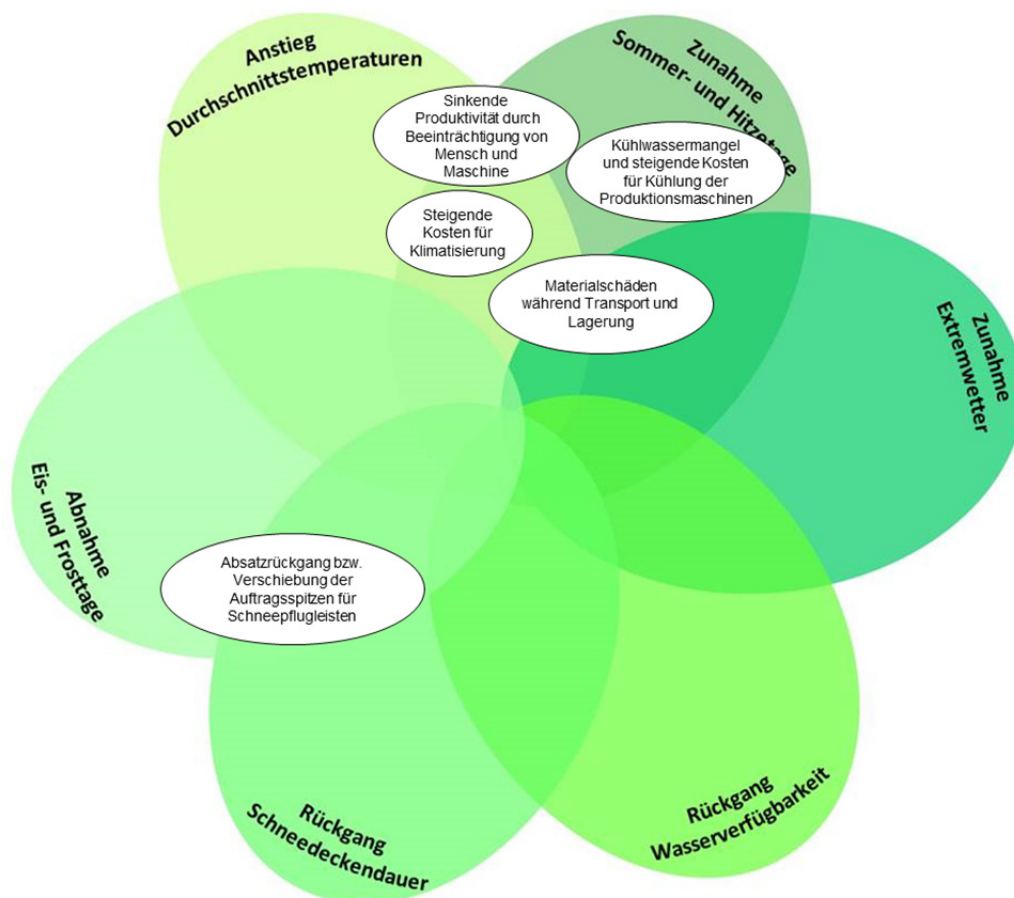 Anstieg
Durchschnittstemperaturen
Zunahme
Sommer- und Hitzetage
Sinkende
Produktivität durch
Beeinträchtigung von
Mensch und
Maschine
Kühlwassermangel
und steigende Kosten
für Kühlung der
Produktionsmaschinen
Steigende
Kosten für
Klimatisierung
Materialschäden
während Transport und
Lagerung
Zunahme
Extremwetter
Abnahme
Eis- und Frosttage
Absatzrückgang bzw.
Verschiebung der
Auftragsspitzen für
Schneepflugleisten
Rückgang
Schneedeckendauer
Rückgang
Wasserverfügbarkeit